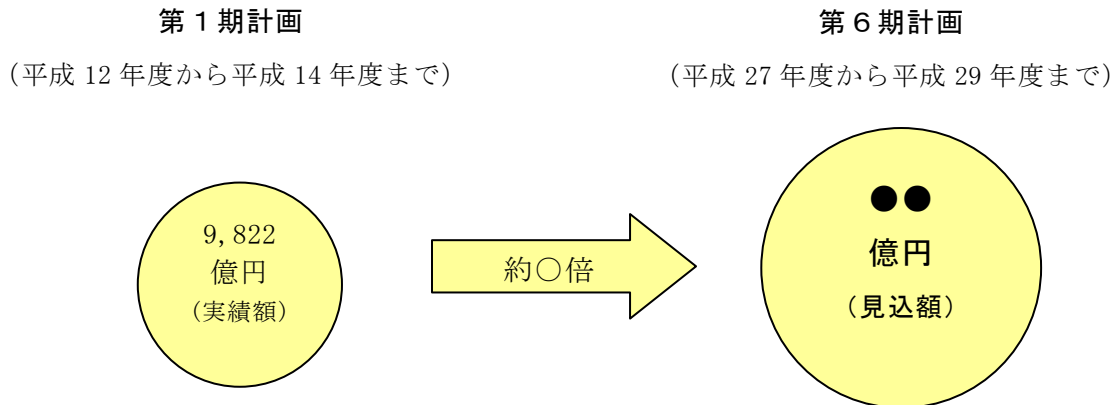 第１期計画
（平成 12 年度から平成 14 年度まで）
9,822
億円
（実績額）
約○倍
第６期計画
（平成 27 年度から平成 29 年度まで）
●●
億円
（見込額）